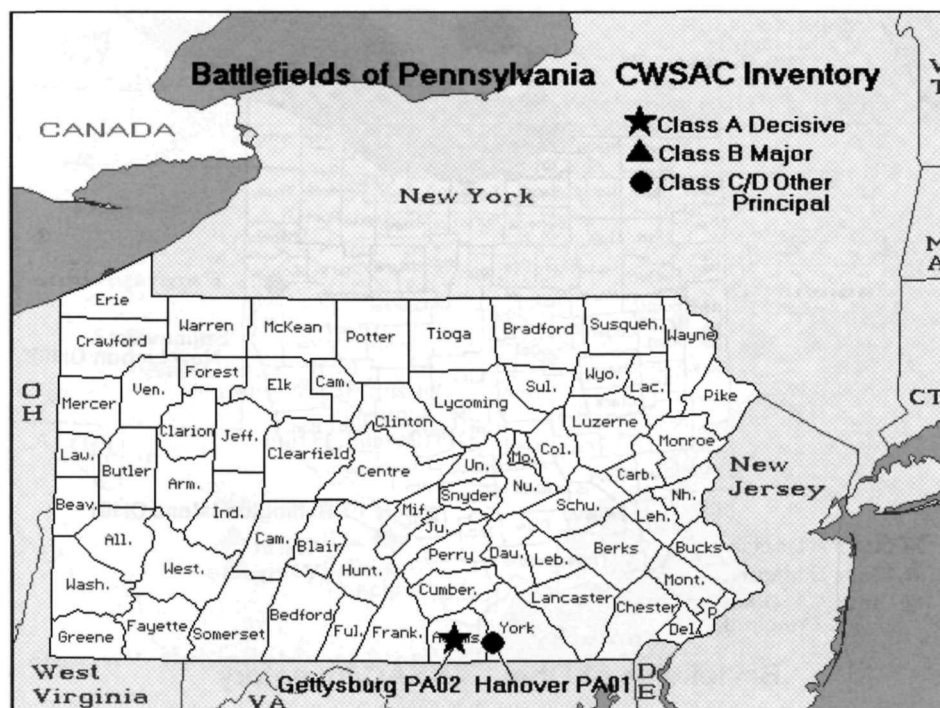 Battlefields of Pennsylvania CWSAC Inventory
Class A Decisive
Class B Major
Class C/D Other
Principal
CANADA
V
T
New York
M
A
Erie
Crawford
Warren
McKean
Potter
Tioga
Bradford
Susqueh.
Wayne
OH
Mercer
Ven.
Forest
Elk
Cam.
Sul.
Wyo.
Lac.
Pike
CT
Lycoming
Clinton
Luzerne
Clarion
Jeff.
Clearfield
Centre
Un.
Mo.
Col.
Monroe
Law.
Butler
Arm.
Snyder
Nu.
Carb.
New
Jersey
Beav.
Ind.
Mif.
Ju.
Schu.
Nh.
Leh.
All.
Cam.
Blair
Hunt.
Perry
Dau.
Leb.
Berks
Bucks
Wash.
West.
Cumber.
Lancaster
Mont.
Greene
Fayette
Somerset
Bedford
Ful.
Frank.
York
Chester
Del.
P.
West
Virginia
VA
Gettysburg PA02 Hanover PA01
DE